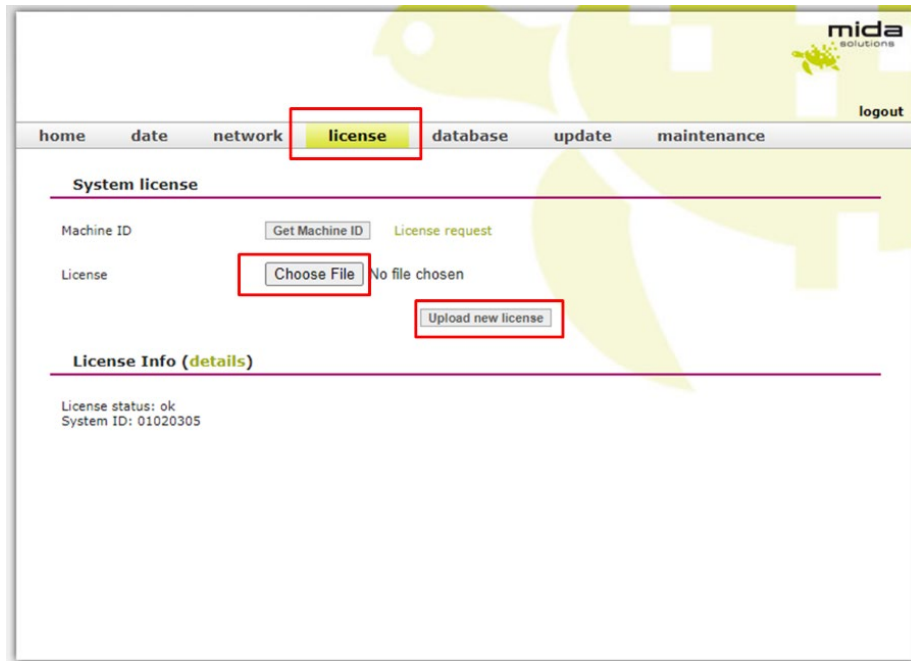 mida
solutions
logout
home date network license database update maintenance
System license
Machine ID Get Machine ID License request
License Choose File No file chosen
Upload new license
License Info (details)
License status: ok
System ID: 01020305